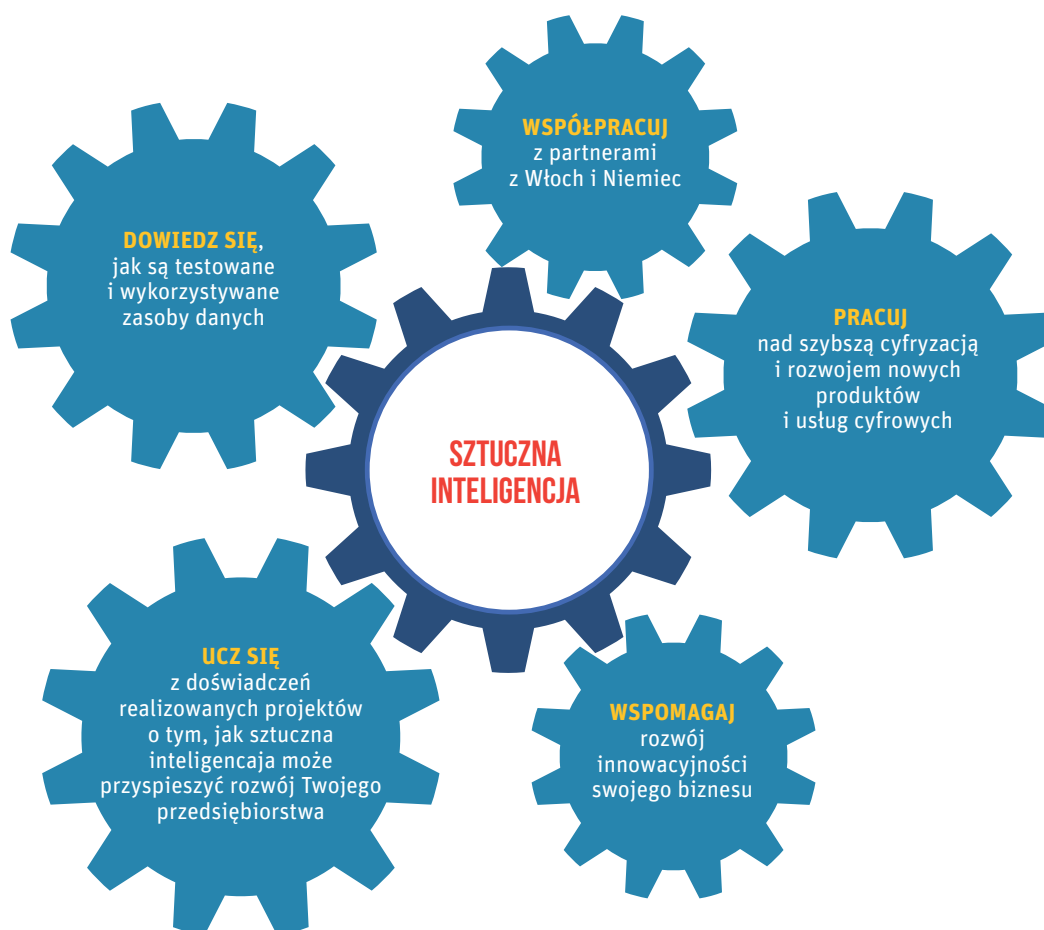 WSPÓŁPRACUJ
z partnerami
z Włoch i Niemiec
DOWIEDZ SIĘ,
jak są testowane
i wykorzystywane
zasoby danych
PRACUJ
nad szybszą cyfryzacją
i rozwojem nowych
produktów
i usług cyfrowych
SZTUCZNA
INTELIGENCJA
UCZ SIĘ
z doświadczeń
realizowanych projektów
o tym, jak sztuczna
inteligencaja może
przyspieszyć rozwój Twojego
przedsiębiorstwa
WSPOMAGAJ
rozwój
innowacyjności
swojego biznesu